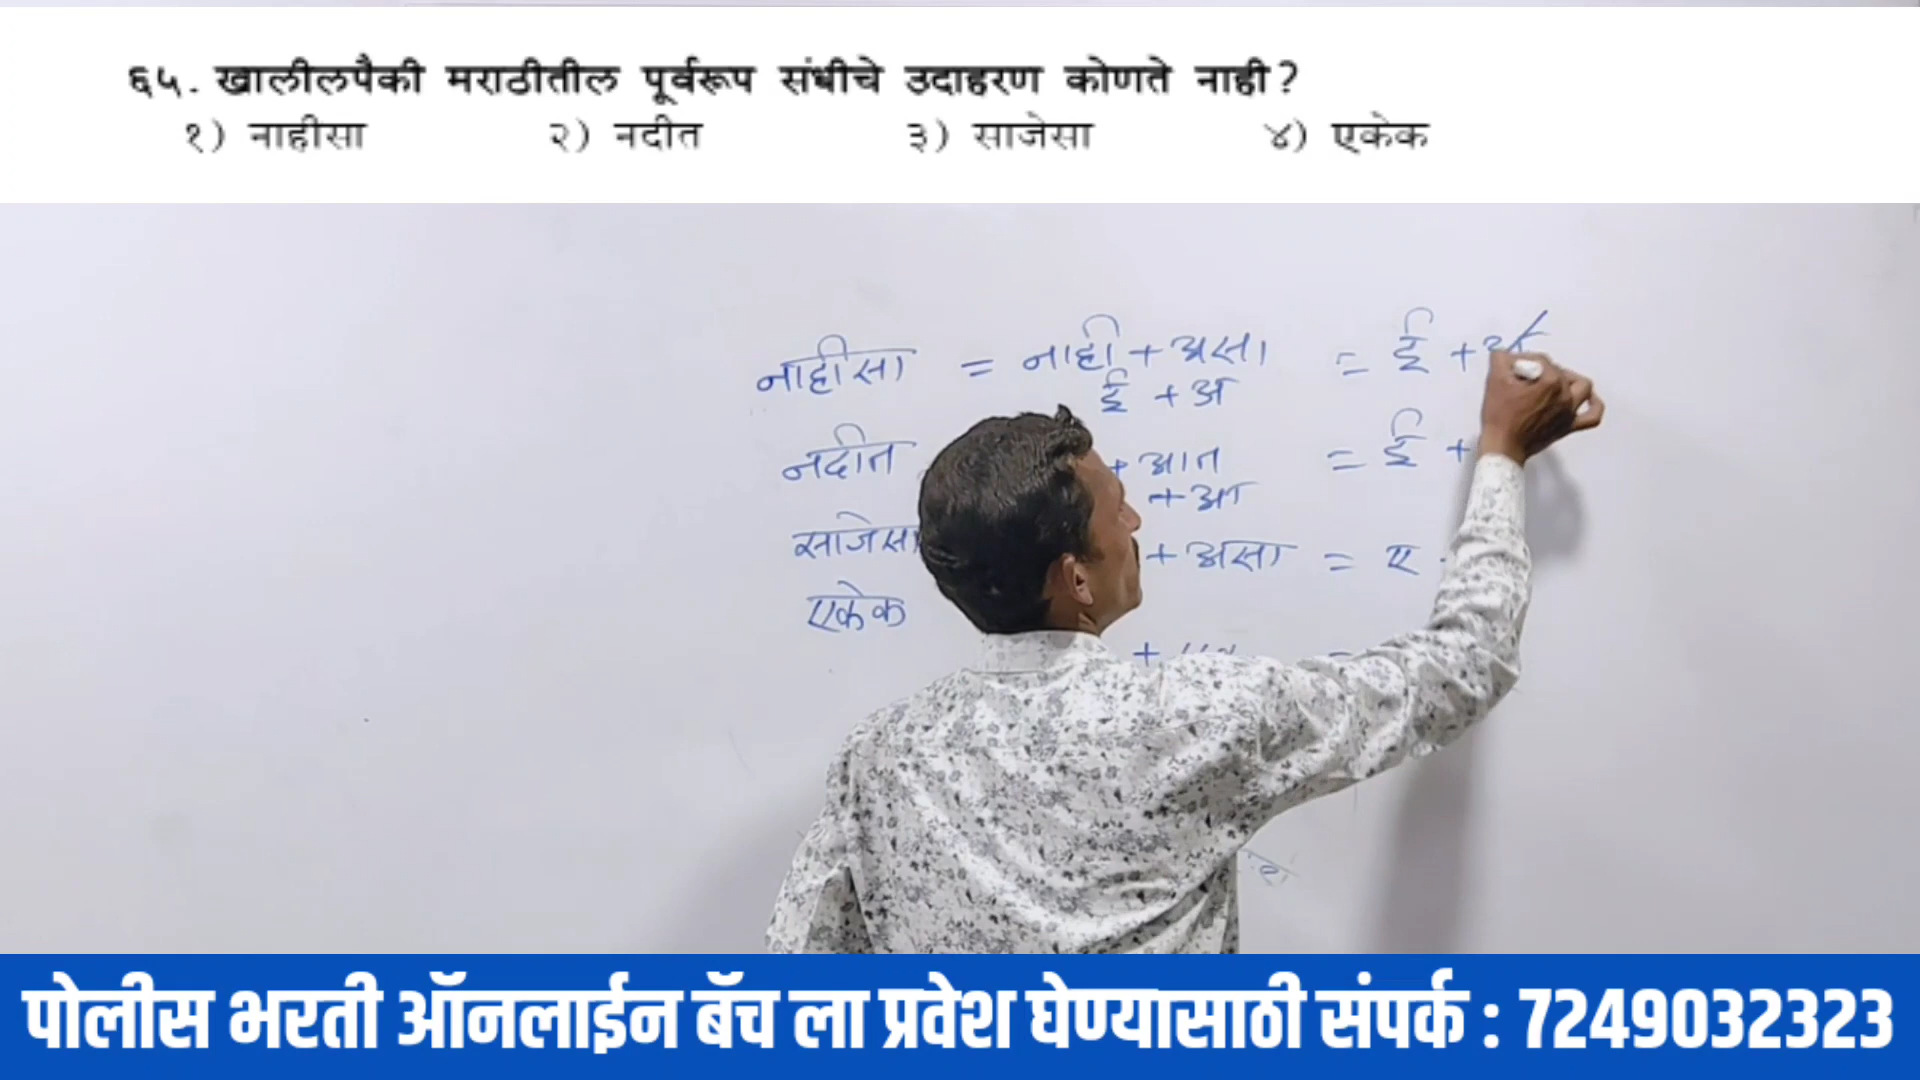 ६५. खालीलपैकी मराठीतील पूर्वरूप संधीचे उदाहरण कोणते नाही?
१) नाहीसा २) नदीत ३) साजेसा ४) एकेक
नाहीसा = नाही + असा = ई + अ
ई + अ
नदीत + आत = ई +
+ आ
साजेसा + असा = ए
एकेक
+
पोलीस भरती ऑनलाईन बॅच ला प्रवेश घेण्यासाठी संपर्क : 7249032323